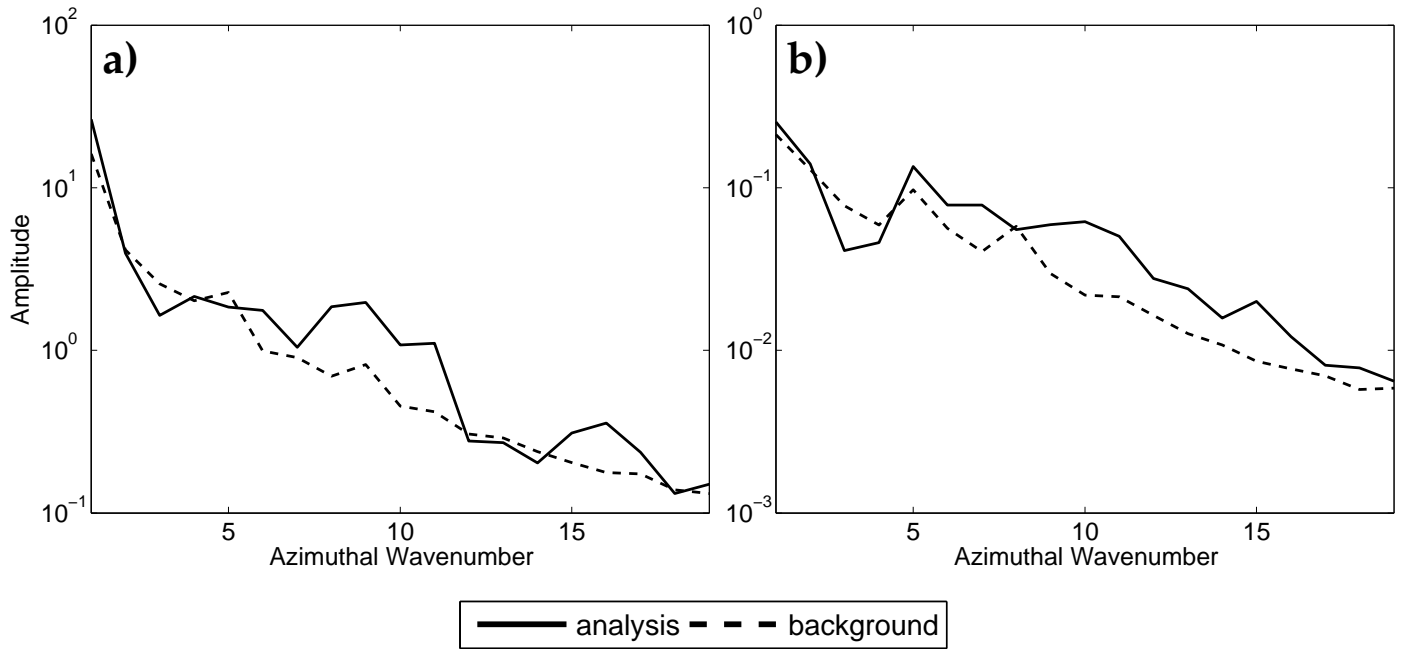 a)
10^2
10^1
10^0
10^-1
Amplitude
5 10 15
Azimuthal Wavenumber
b)
10^0
10^-1
10^-2
10^-3
5 10 15
Azimuthal Wavenumber
analysis background